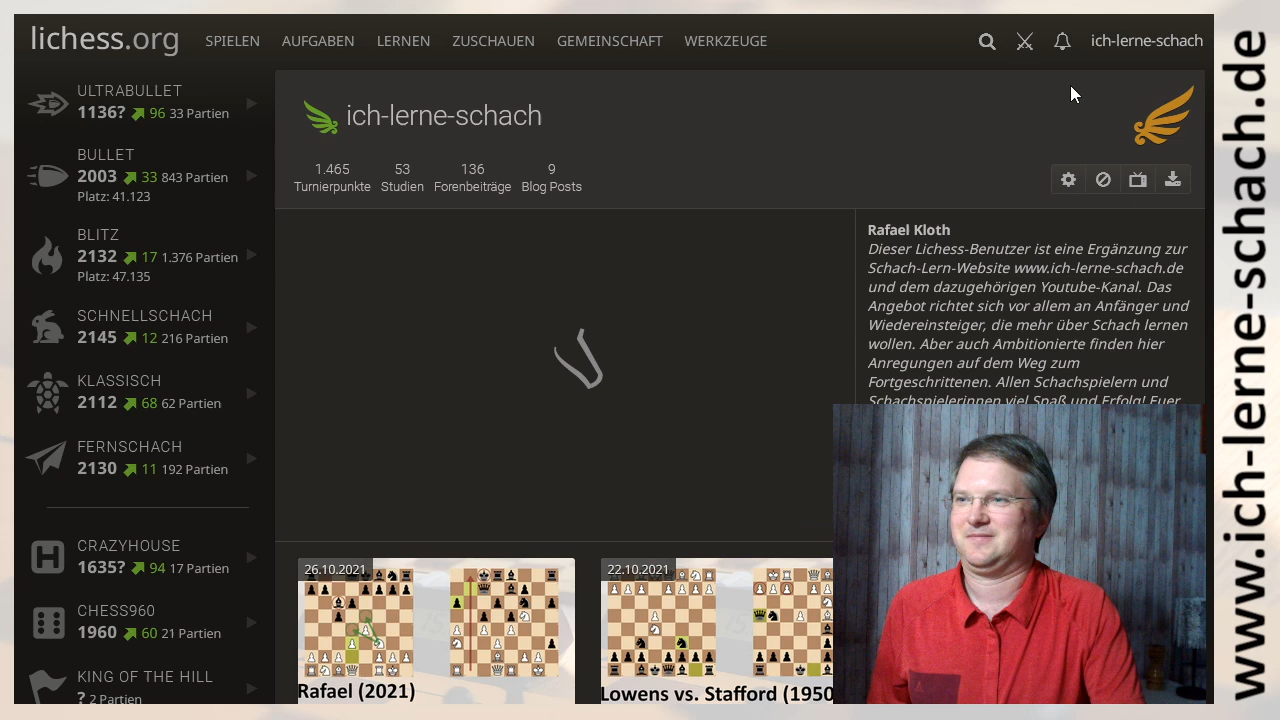 lichess.org
SPIELEN AUFGABEN LERNEN ZUSCHAUEN GEMEINSCHAFT WERKZEUGE
ich-lerne-schach
ULTRABULLET
1136? 96 33 Partien
BULLET
2003 33 843 Partien
Platz: 41.123
BLITZ
2132 17 1.376 Partien
Platz: 47.135
SCHNELLSCHACH
2145 12 216 Partien
KLASSISCH
2112 68 62 Partien
FERNSCHACH
2130 11 192 Partien
CRAZYHOUSE
1635? 94 17 Partien
CHESS960
1960 60 21 Partien
KING OF THE HILL
? 2 Partien
ich-lerne-schach
1.465 53 136 9
Turnierpunkte Studien Forenbeiträge Blog Posts
Rafael Kloth
Dieser Lichess-Benutzer ist eine Ergänzung zur
Schach-Lern-Website www.ich-lerne-schach.de
und dem dazugehörigen Youtube-Kanal. Das
Angebot richtet sich vor allem an Anfänger und
Wiedereinsteiger, die mehr über Schach lernen
wollen. Aber auch Ambitionierte finden hier
Anregungen auf dem Weg zum
Fortgeschrittenen. Allen Schachspielern und
Schachspielerinnen viel Spaß und Erfolg! Euer
26.10.2021
Rafael (2021)
22.10.2021
Lowens vs. Stafford (1950
www.ich-lerne-schach.de